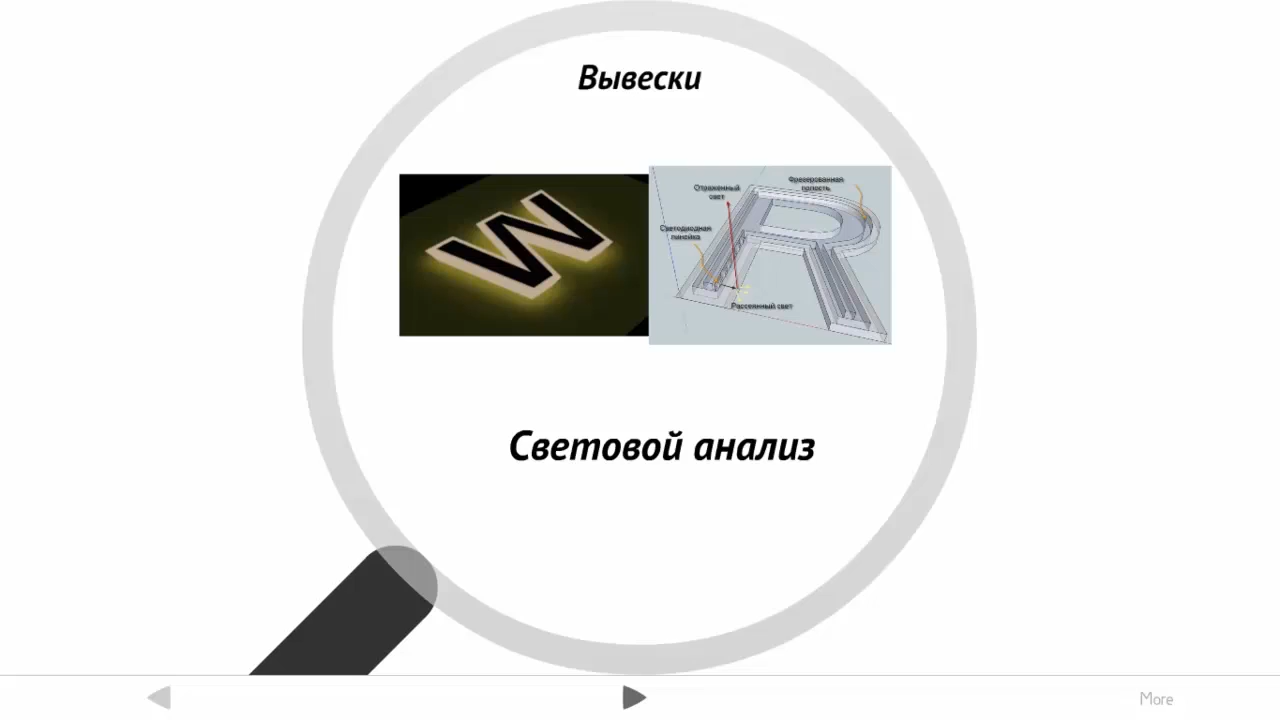 Вывески
W
Отраженный
свет
Фрезерованная
полость
Светодиодная
линейка
R
Рассеянный свет
Световой анализ
More